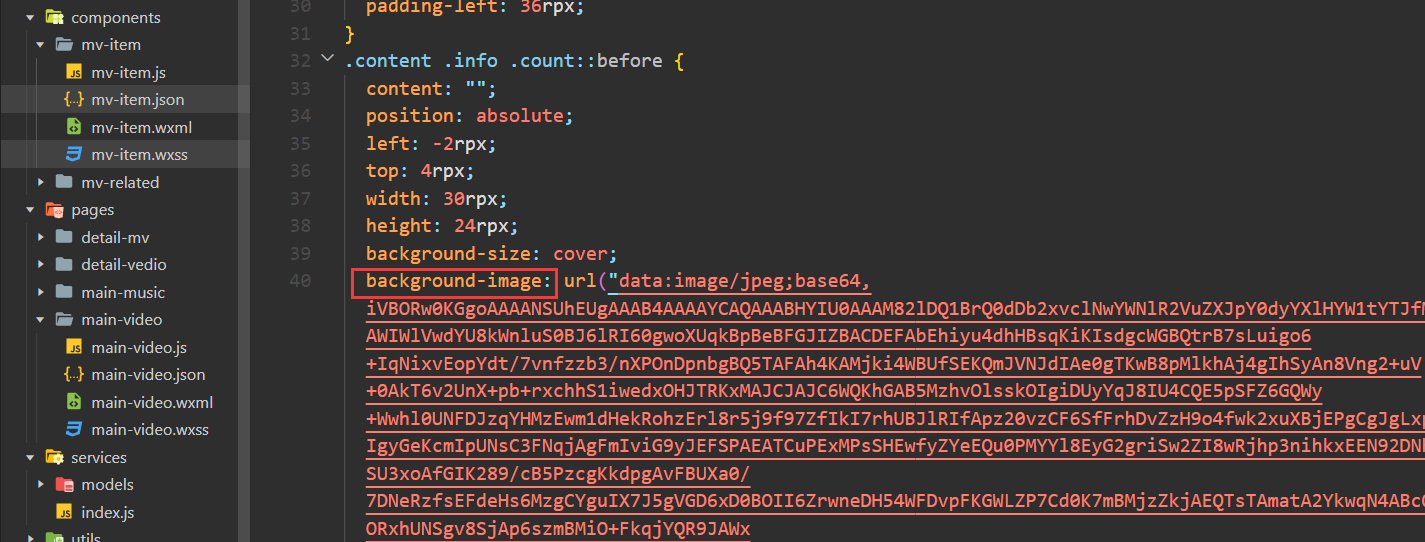 components
mv-item
mv-item.js
mv-item.json
mv-item.wxml
mv-item.wxss
mv-related
pages
detail-mv
detail-vedio
main-music
main-video
main-video.js
main-video.json
main-video.wxml
main-video.wxss
services
models
index.js
utils
30 padding-left: 36rpx;
31 }
32 .content .info .count::before {
33 content: "";
34 position: absolute;
35 left: -2rpx;
36 top: 4rpx;
37 width: 30rpx;
38 height: 24rpx;
39 background-size: cover;
40 background-image: url("data:image/jpeg;base64,
iVBORw0KGgoAAAANSUhEUgAAAB4AAAAYCAQAAABHYIU0AAAM82lDQ1BrQ0dDb2xvclNwYWNlR2VuZXJpY0dyYXlHYW1tYTJfM
AWIWlVwdYU8kWnluS0BJ6lRI60gwoXUqkBpBeBFGJIZBACDEFAbEhiyu4dhHBsqKiKIsdgcWGBQtrB7sLuigo6
+IqNixvEopYdt/7vnfzzb3/nXPOnDpnbgBQ5TAFAh4KAMjki4WBUfSEKQmJVNJdIAe0gTKwB8pMlkhAj4gIhSyAn8Vng2+uV
+0AkT6v2UnX+pb+rxchhS1iwedxOHJTRKxMAJCJAJC6WQKhGAB5MzhvOlsskOIgiDUyYqJ8IU4CQE5pSFZ6GQWy
+Wwhl0UNFDJzqYHMzEwm1dHekRohzErl8r5j9f97ZfIkI7rhUBJlRIfApz20vzCF6SfFrhDvZzH9o4fwk2xuXBjEPgCgJgLxp
IgyGeKcmIpUNsC3FNqjAgFmIviG9yJEFSPAEATCuPExMPsSHEwfyZYeEQu0PMYYl8EyG2griSw2ZI8wRjhp3nihkxEEN92DN
SU3xoAfGIK289/cB5PzcgKkdpgAvFBUXa0/
7DNeRzfsEFdeHs6MzgCYguIX7J5gVGD6xD0BOII6ZrwneDH54WFDvpFKGWLZP7Cd0K7mBMjzZkjAEQTsTAmatA2YkwqN4ABc
ORxhUNSgv8SjAp6szmBMiO+FkqjYQR9JAWx